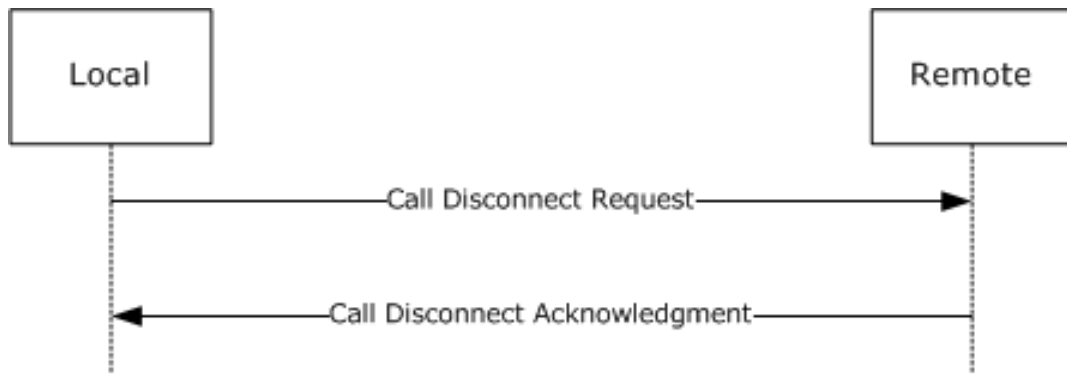 Local
Remote
Call Disconnect Request
Call Disconnect Acknowledgment